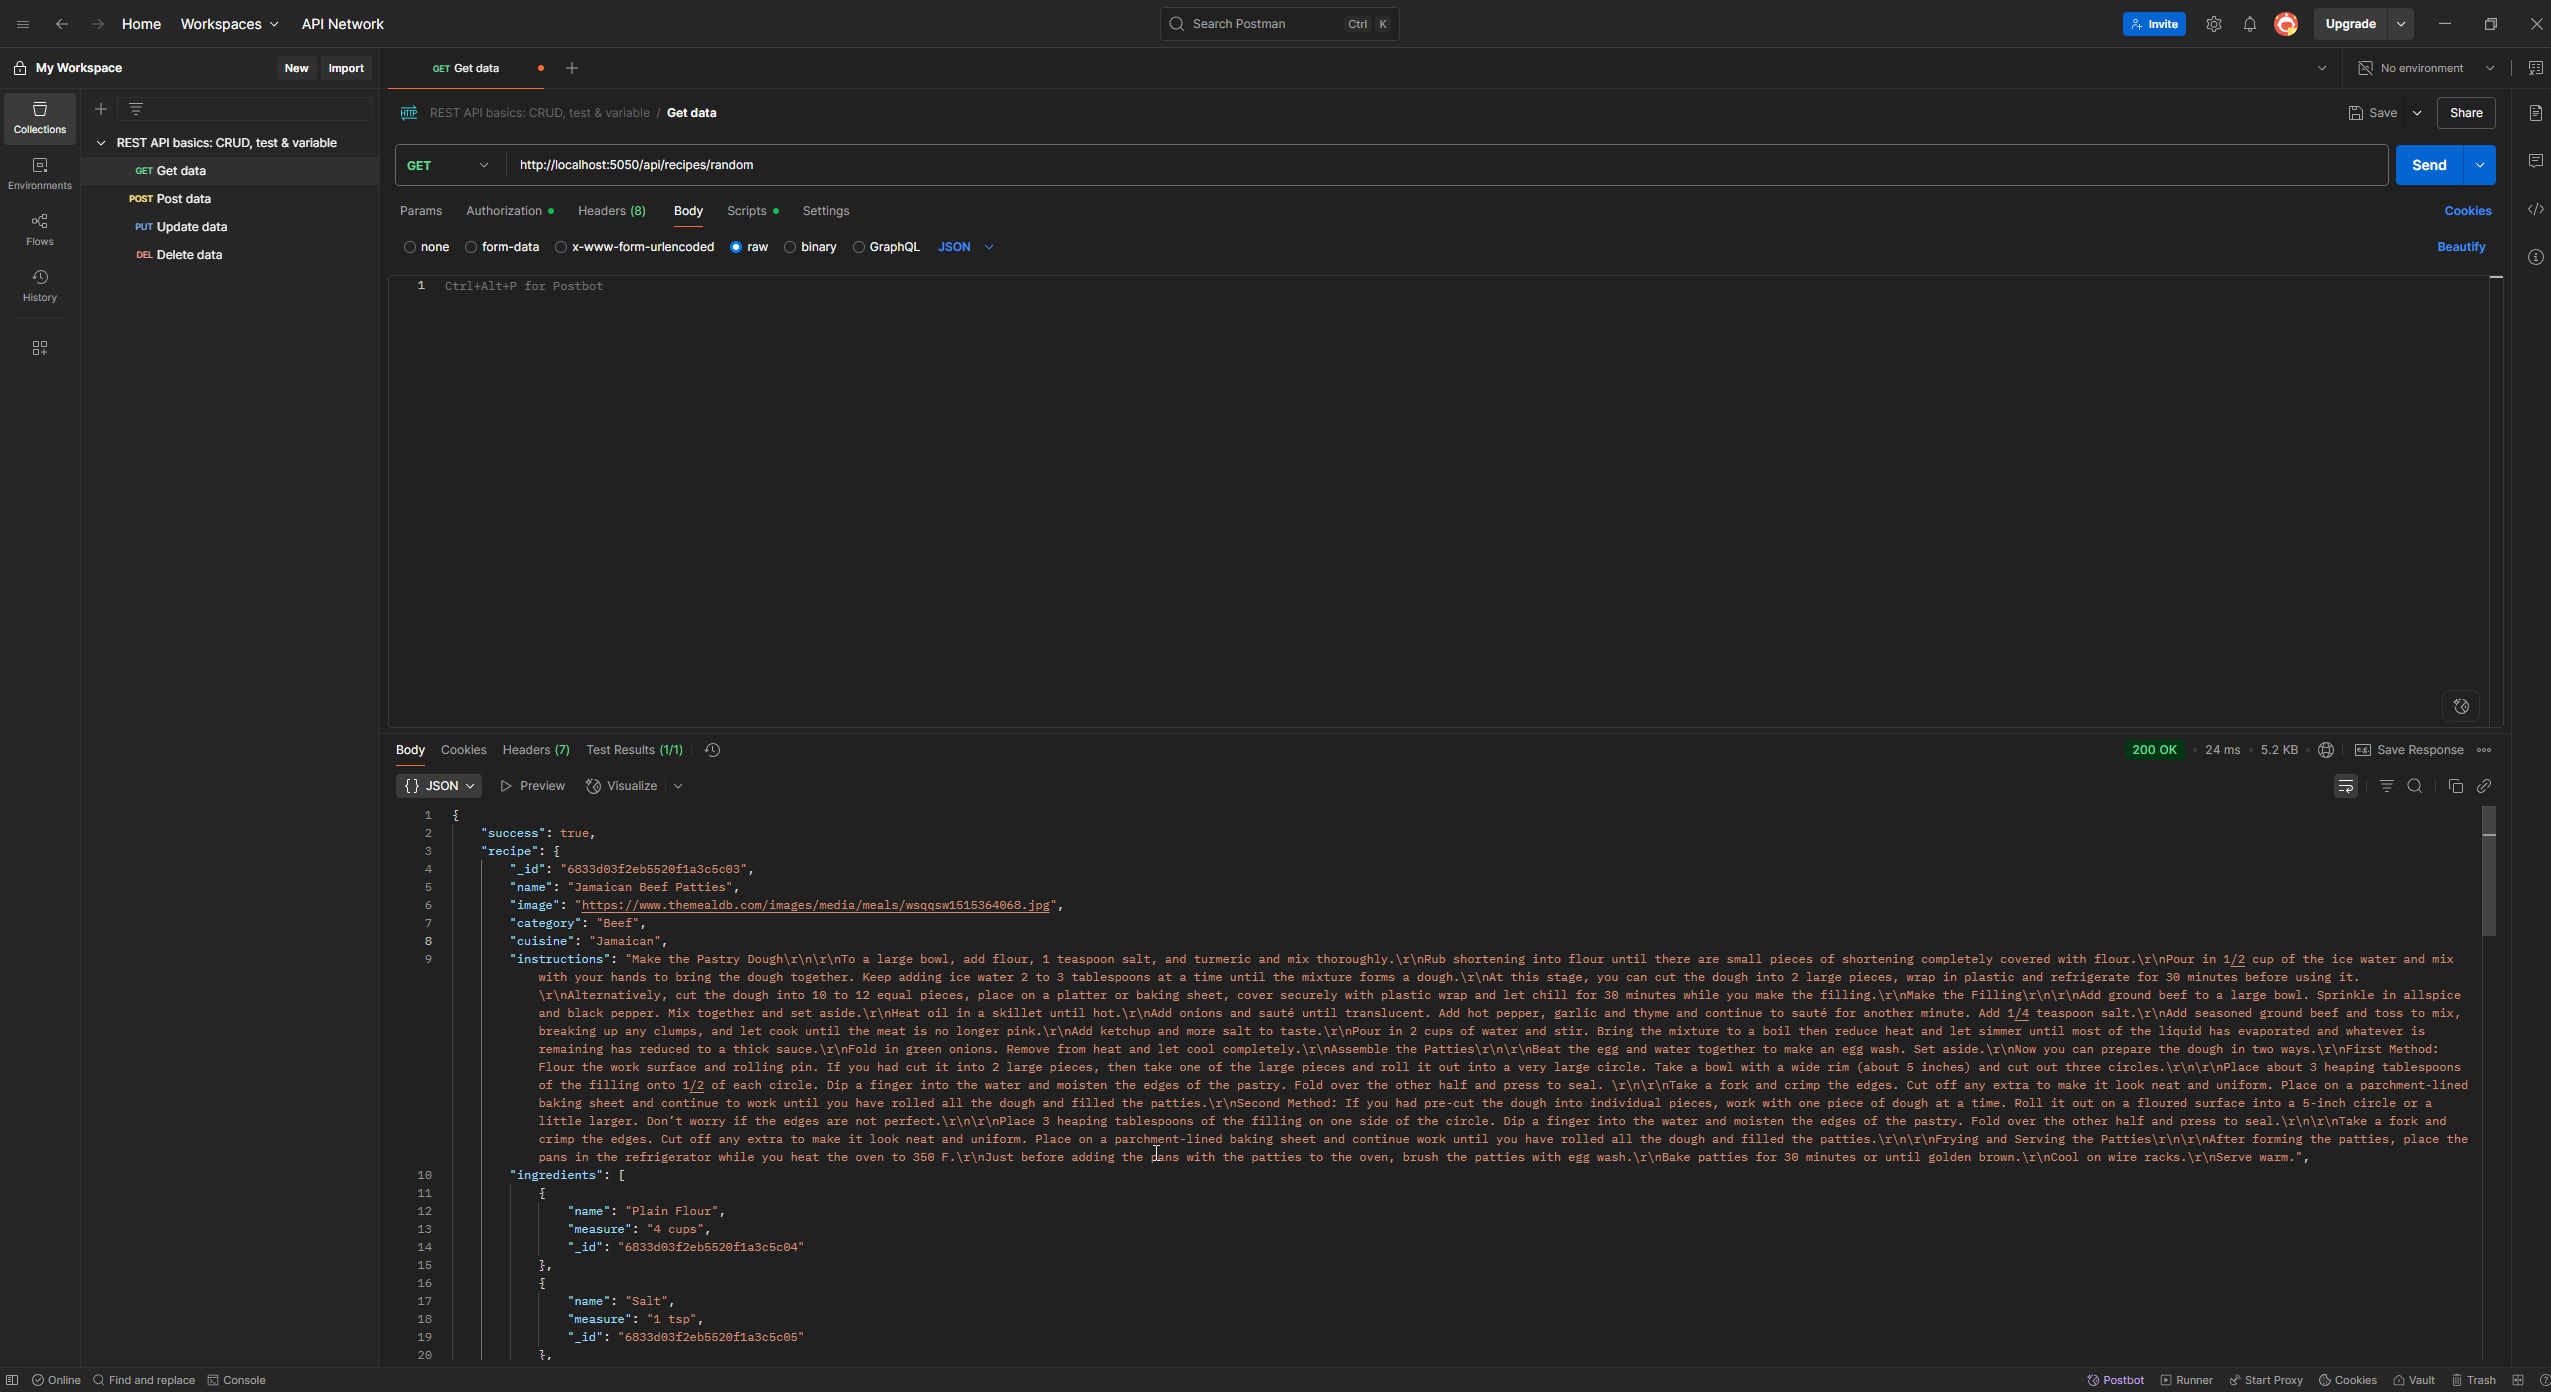 Home Workspaces API Network
Search Postman Ctrl K
Invite Upgrade
My Workspace New Import
GET Get data
No environment
Collections
Environments
Flows
History
REST API basics: CRUD, test & variable
GET Get data
POST Post data
PUT Update data
DEL Delete data
HTTP REST API basics: CRUD, test & variable / Get data
Save Share
GET http://localhost:5050/api/recipes/random Send
Params Authorization Headers (8) Body Scripts Settings Cookies
none form-data x-www-form-urlencoded raw binary GraphQL JSON Beautify
1 Ctrl+Alt+P for Postbot
Body Cookies Headers (7) Test Results (1/1) 200 OK • 24 ms • 5.2 KB Save Response
{} JSON Preview Visualize
1 {
2 "success": true,
3 "recipe": {
4 "_id": "6833d03f2eb5520f1a3c5c03",
5 "name": "Jamaican Beef Patties",
6 "image": "https://www.themealdb.com/images/media/meals/wsqqsw1515364068.jpg",
7 "category": "Beef",
8 "cuisine": "Jamaican",
9 "instructions": "Make the Pastry Dough\r\n\r\nTo a large bowl, add flour, 1 teaspoon salt, and turmeric and mix thoroughly.\r\nRub shortening into flour until there are small pieces of shortening completely covered with flour.\r\nPour in 1/2 cup of the ice water and mix
with your hands to bring the dough together. Keep adding ice water 2 to 3 tablespoons at a time until the mixture forms a dough.\r\nAt this stage, you can cut the dough into 2 large pieces, wrap in plastic and refrigerate for 30 minutes before using it.
\r\nAlternatively, cut the dough into 10 to 12 equal pieces, place on a platter or baking sheet, cover securely with plastic wrap and let chill for 30 minutes while you make the filling.\r\nMake the Filling\r\n\r\nAdd ground beef to a large bowl. Sprinkle in allspice
and black pepper. Mix together and set aside.\r\nHeat oil in a skillet until hot.\r\nAdd onions and sauté until translucent. Add hot pepper, garlic and thyme and continue to sauté for another minute. Add 1/4 teaspoon salt.\r\nAdd seasoned ground beef and toss to mix,
breaking up any clumps, and let cook until the meat is no longer pink.\r\nAdd ketchup and more salt to taste.\r\nPour in 2 cups of water and stir. Bring the mixture to a boil then reduce heat and let simmer until most of the liquid has evaporated and whatever is
remaining has reduced to a thick sauce.\r\nFold in green onions. Remove from heat and let cool completely.\r\nAssemble the Patties\r\n\r\nBeat the egg and water together to make an egg wash. Set aside.\r\nNow you can prepare the dough in two ways.\r\nFirst Method:
Flour the work surface and rolling pin. If you had cut it into 2 large pieces, then take one of the large pieces and roll it out into a very large circle. Take a bowl with a wide rim (about 5 inches) and cut out three circles.\r\n\r\nPlace about 3 heaping tablespoons
of the filling onto 1/2 of each circle. Dip a finger into the water and moisten the edges of the pastry. Fold over the other half and press to seal. \r\n\r\nTake a fork and crimp the edges. Cut off any extra to make it look neat and uniform. Place on a parchment-lined
baking sheet and continue to work until you have rolled all the dough and filled the patties.\r\nSecond Method: If you had pre-cut the dough into individual pieces, work with one piece of dough at a time. Roll it out on a floured surface into a 5-inch circle or a
little larger. Don’t worry if the edges are not perfect.\r\n\r\nPlace 3 heaping tablespoons of the filling on one side of the circle. Dip a finger into the water and moisten the edges of the pastry. Fold over the other half and press to seal.\r\n\r\nTake a fork and
crimp the edges. Cut off any extra to make it look neat and uniform. Place on a parchment-lined baking sheet and continue work until you have rolled all the dough and filled the patties.\r\n\r\nFrying and Serving the Patties\r\n\r\nAfter forming the patties, place the
pans in the refrigerator while you heat the oven to 350 F.\r\nJust before adding the pans with the patties to the oven, brush the patties with egg wash.\r\nBake patties for 30 minutes or until golden brown.\r\nCool on wire racks.\r\nServe warm.",
10 "ingredients": [
11 {
12 "name": "Plain Flour",
13 "measure": "4 cups",
14 "_id": "6833d03f2eb5520f1a3c5c04"
15 },
16 {
17 "name": "Salt",
18 "measure": "1 tsp",
19 "_id": "6833d03f2eb5520f1a3c5c05"
20 },
Online Find and replace Console Postbot Runner Start Proxy Cookies Vault Trash